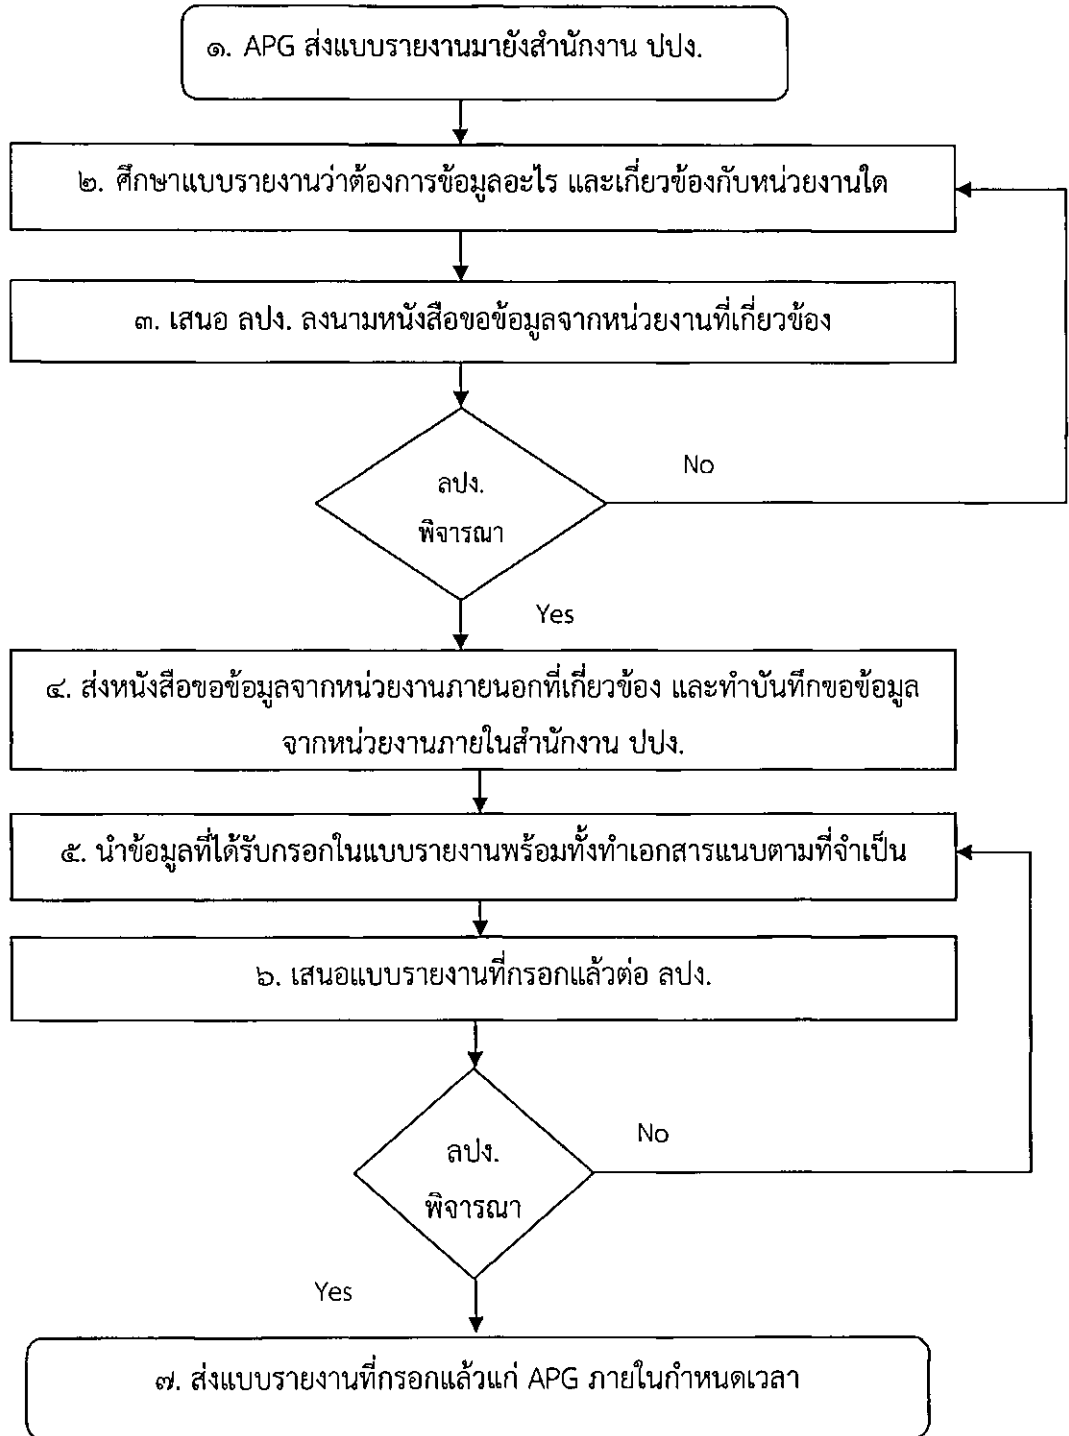 ๑. APG ส่งแบบรายงานมายังสำนักงาน ปปง.
๒. ศึกษาแบบรายงานว่าต้องการข้อมูลอะไร และเกี่ยวข้องกับหน่วยงานใด
๓. เสนอ ลปง. ลงนามหนังสือขอข้อมูลจากหน่วยงานที่เกี่ยวข้อง
No
ลปง.
พิจารณา
Yes
๔. ส่งหนังสือขอข้อมูลจากหน่วยงานภายนอกที่เกี่ยวข้อง และทำบันทึกขอข้อมูล
จากหน่วยงานภายในสำนักงาน ปปง.
๕. นำข้อมูลที่ได้รับกรอกในแบบรายงานพร้อมทั้งทำเอกสารแนบตามที่จำเป็น
๖. เสนอแบบรายงานที่กรอกแล้วต่อ ลปง.
No
ลปง.
พิจารณา
Yes
๗. ส่งแบบรายงานที่กรอกแล้วแก่ APG ภายในกำหนดเวลา